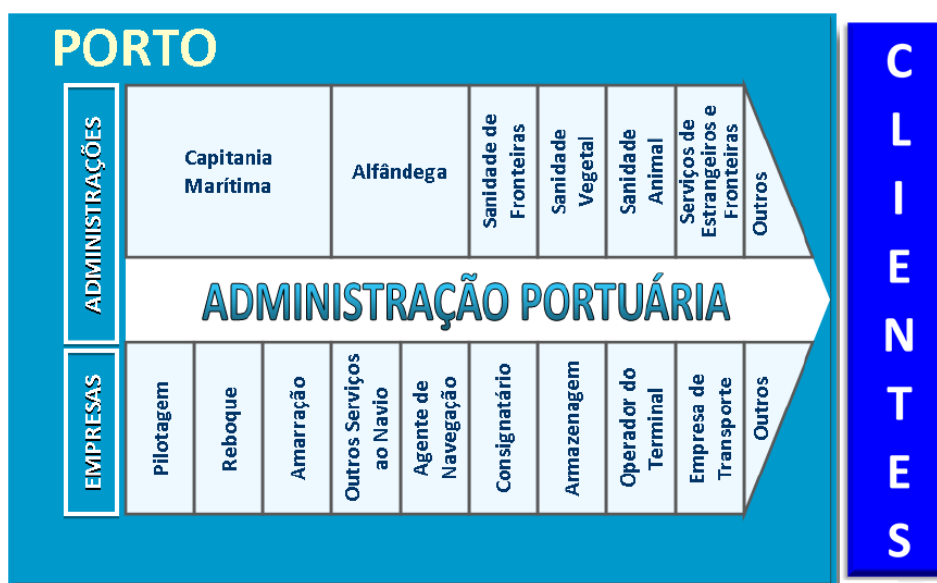 PORTO
ADMINISTRAÇÕES
Capitania
Marítima
Alfândega
Sanidade de
Fronteiras
Sanidade
Vegetal
Sanidade
Animal
Serviços de
Estrangeiros e
Fronteiras
Outros
ADMINISTRAÇÃO PORTUÁRIA
EMPRESAS
Pilotagem
Reboque
Amarração
Outros Serviços
ao Navio
Agente de
Navegação
Consignatário
Armazenagem
Operador do
Terminal
Empresa de
Transporte
Outros
CLIENTES